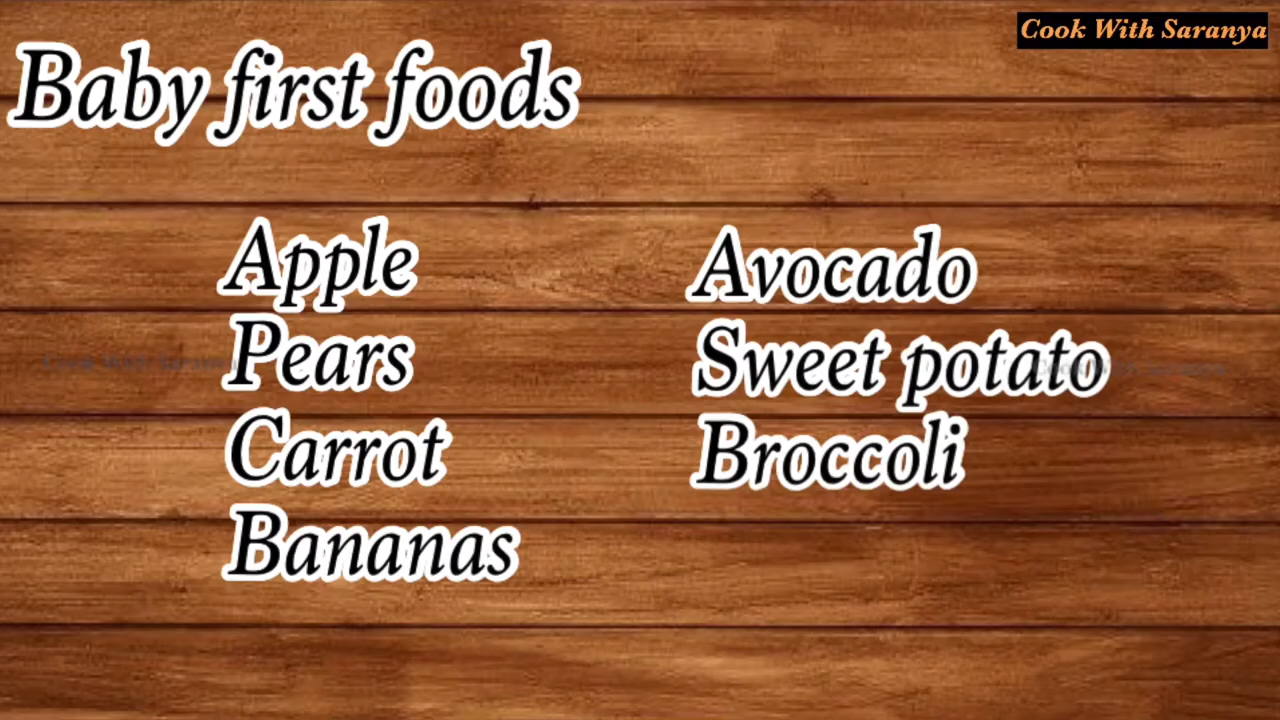 Cook With Saranya
Baby first foods
Apple
Pears
Carrot
Bananas
Avocado
Sweet potato
Broccoli